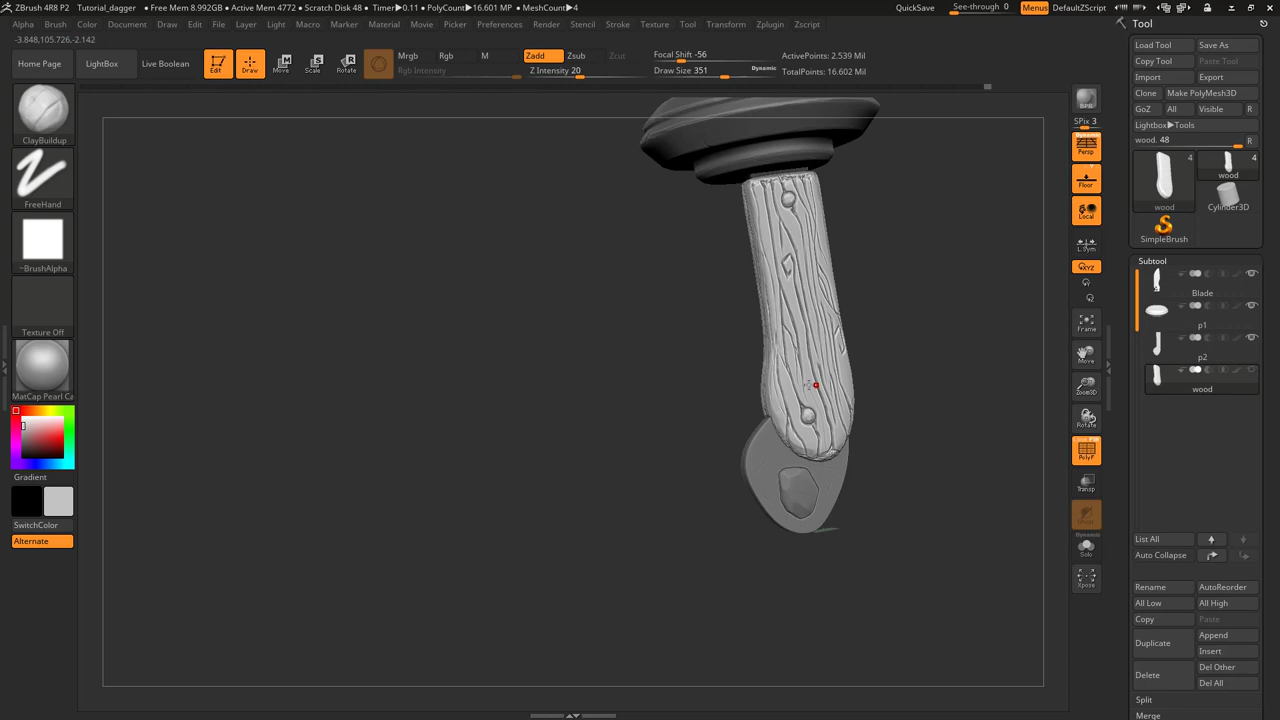 ZBrush 4R8 P2 Tutorial_dagger • Free Mem 8.992GB • Active Mem 4772 • Scratch Disk 48 • Timer▶0.11 • PolyCount▶16.601 MP • MeshCount▶4 QuickSave See-through 0 Menus DefaultZScript
Alpha Brush Color Document Draw Edit File Layer Light Macro Marker Material Movie Picker Preferences Render Stencil Stroke Texture Tool Transform Zplugin Zscript
-3.848,105.726,-2.142
Home Page LightBox Live Boolean Edit Draw Move Scale Rotate
Mrgb Rgb M Zadd Zsub Zcut
Rgb Intensity Z Intensity 20
Focal Shift -56
Draw Size 351 Dynamic
ActivePoints: 2.539 Mil
TotalPoints: 16.602 Mil
ClayBuildup
FreeHand
~BrushAlpha
Texture Off
MatCap Pearl Ca
Gradient
SwitchColor
Alternate
BPR
SPix 3
Dynamic
Persp
Floor
Local
L.Sym
XYZ
Frame
Move
Zoom3D
Rotate
PolyF
Transp
Dynamic
Solo
Xpose
Tool
Load Tool Save As
Copy Tool Paste Tool
Import Export
Clone Make PolyMesh3D
GoZ All Visible R
Lightbox▶Tools
wood. 48 R
4 4
wood
wood Cylinder3D
SimpleBrush
Subtool
Blade
p1
p2
wood
List All
Auto Collapse
Rename AutoReorder
All Low All High
Copy Paste
Duplicate Append
Insert
Delete Del Other
Del All
Split
Merge